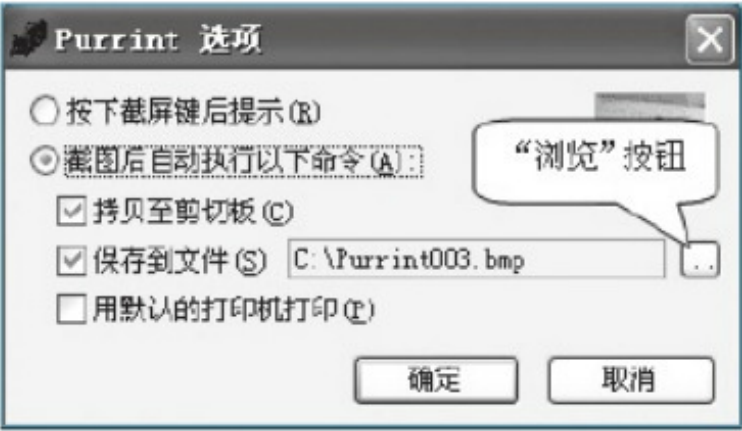 Purrint 选项
按下截屏键后提示(R)
截图后自动执行以下命令(A):
“浏览”按钮
拷贝至剪切板(C)
保存到文件(S) C:\Purrint003.bmp ..
用默认的打印机打印(P)
确定 取消